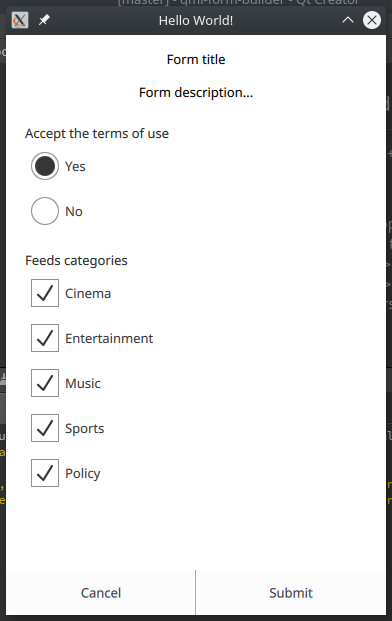 [master] - qml-form-builder - Qt Creator
Hello World!
Form title
Form description...
Accept the terms of use
Yes
No
Feeds categories
Cinema
Entertainment
Music
Sports
Policy
Cancel
Submit